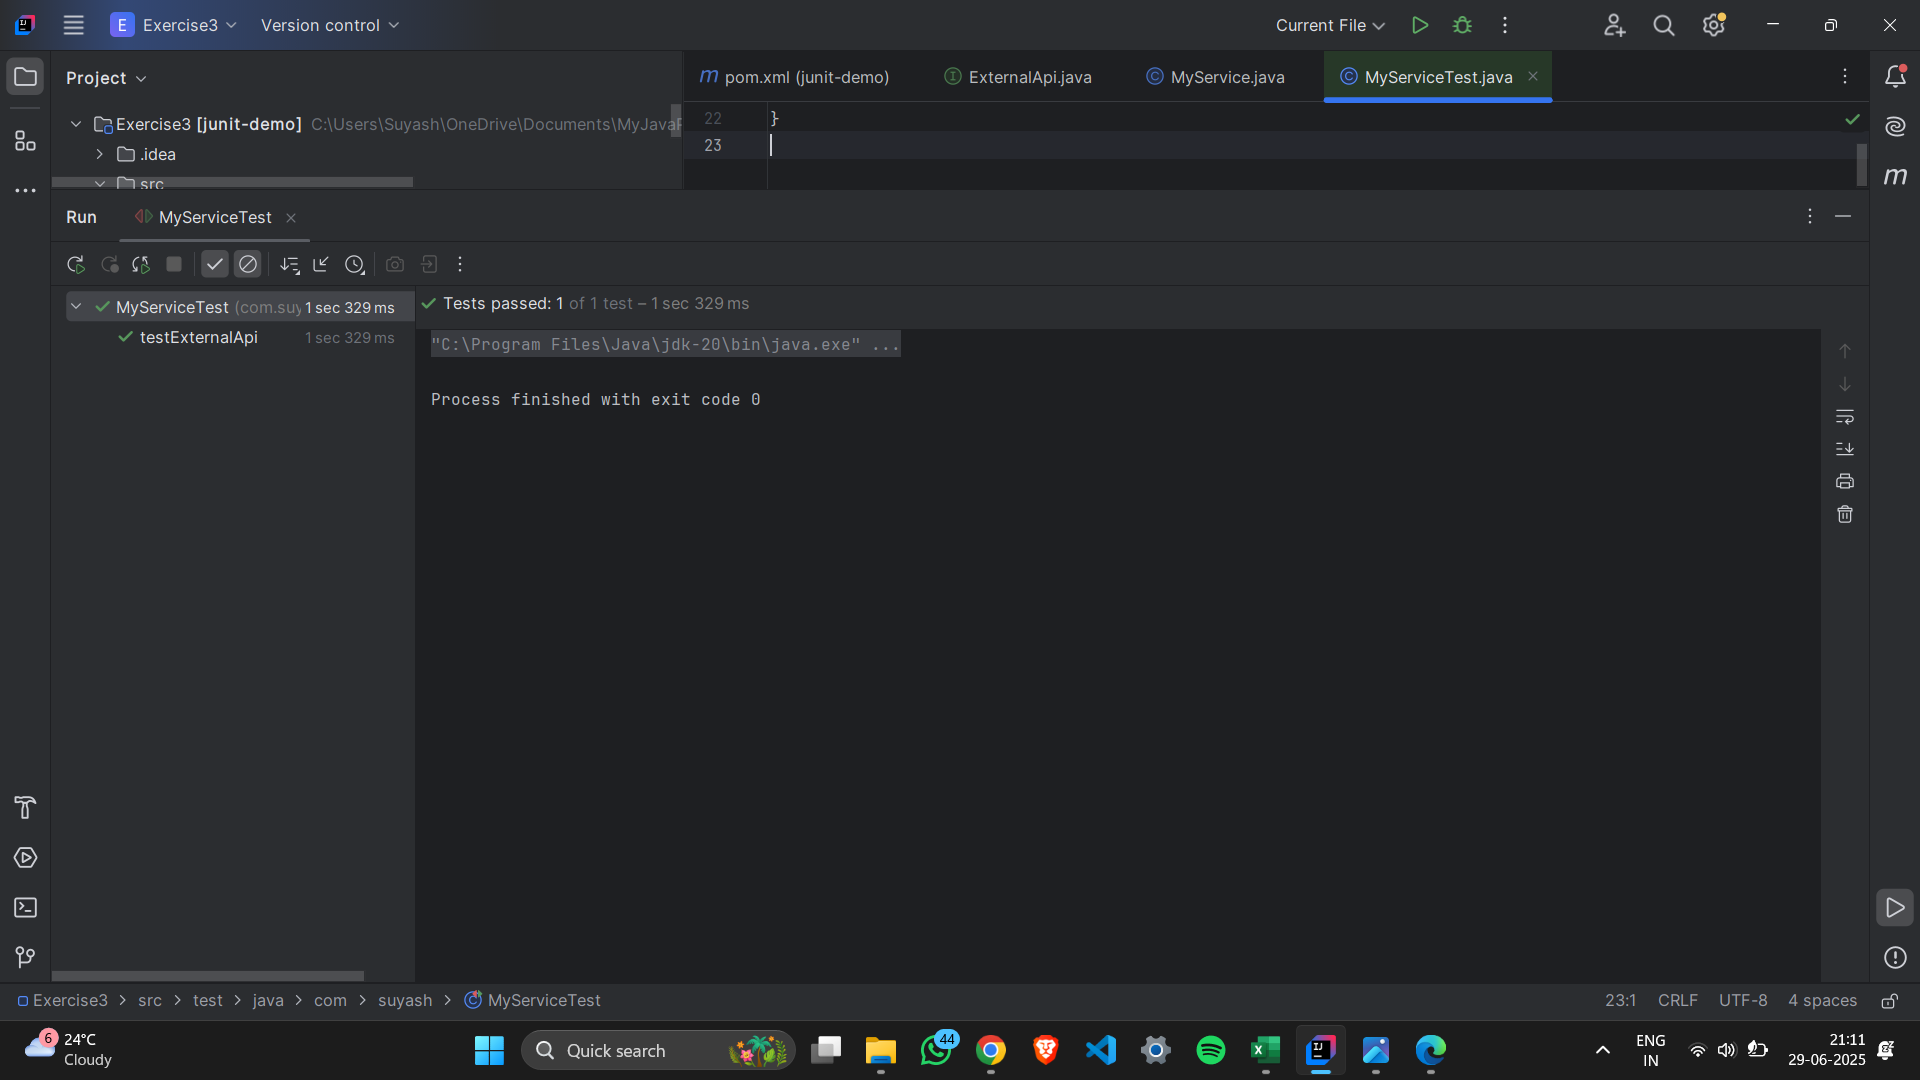 E Exercise3 Version control Current File
Project
m pom.xml (junit-demo) ExternalApi.java MyService.java MyServiceTest.java
Exercise3 [junit-demo] C:\Users\Suyash\OneDrive\Documents\MyJavaP
.idea
src
22 }
23
m
Run MyServiceTest
MyServiceTest (com.suy 1 sec 329 ms
testExternalApi 1 sec 329 ms
Tests passed: 1 of 1 test – 1 sec 329 ms
"C:\Program Files\Java\jdk-20\bin\java.exe" ...
Process finished with exit code 0
Exercise3 > src > test > java > com > suyash > MyServiceTest
23:1 CRLF UTF-8 4 spaces
6 24°C
Cloudy
Quick search
44
ENG
IN
21:11
29-06-2025